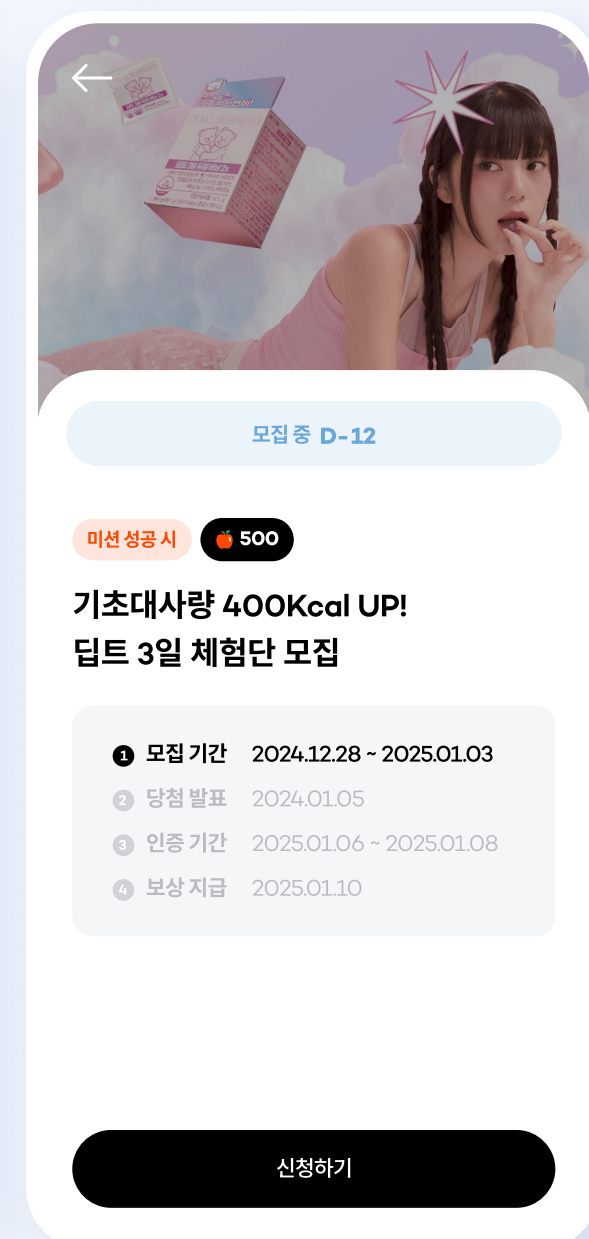 DUAL BURNING
모집 중 D-12
미션 성공 시
500
기초대사량 400Kcal UP!
딥트 3일 체험단 모집
1 모집 기간 2024.12.28 ~ 2025.01.03
2 당첨 발표 2024.01.05
3 인증 기간 2025.01.06 ~ 2025.01.08
4 보상 지급 2025.01.10
신청하기